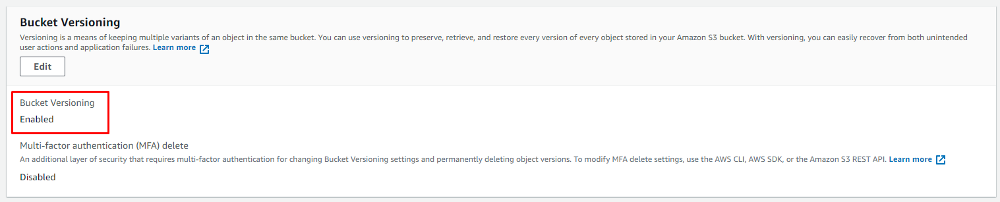 Bucket Versioning
Versioning is a means of keeping multiple variants of an object in the same bucket. You can use versioning to preserve, retrieve, and restore every version of every object stored in your Amazon S3 bucket. With versioning, you can easily recover from both unintended
user actions and application failures. Learn more
Edit
Bucket Versioning
Enabled
Multi-factor authentication (MFA) delete
An additional layer of security that requires multi-factor authentication for changing Bucket Versioning settings and permanently deleting object versions. To modify MFA delete settings, use the AWS CLI, AWS SDK, or the Amazon S3 REST API. Learn more
Disabled